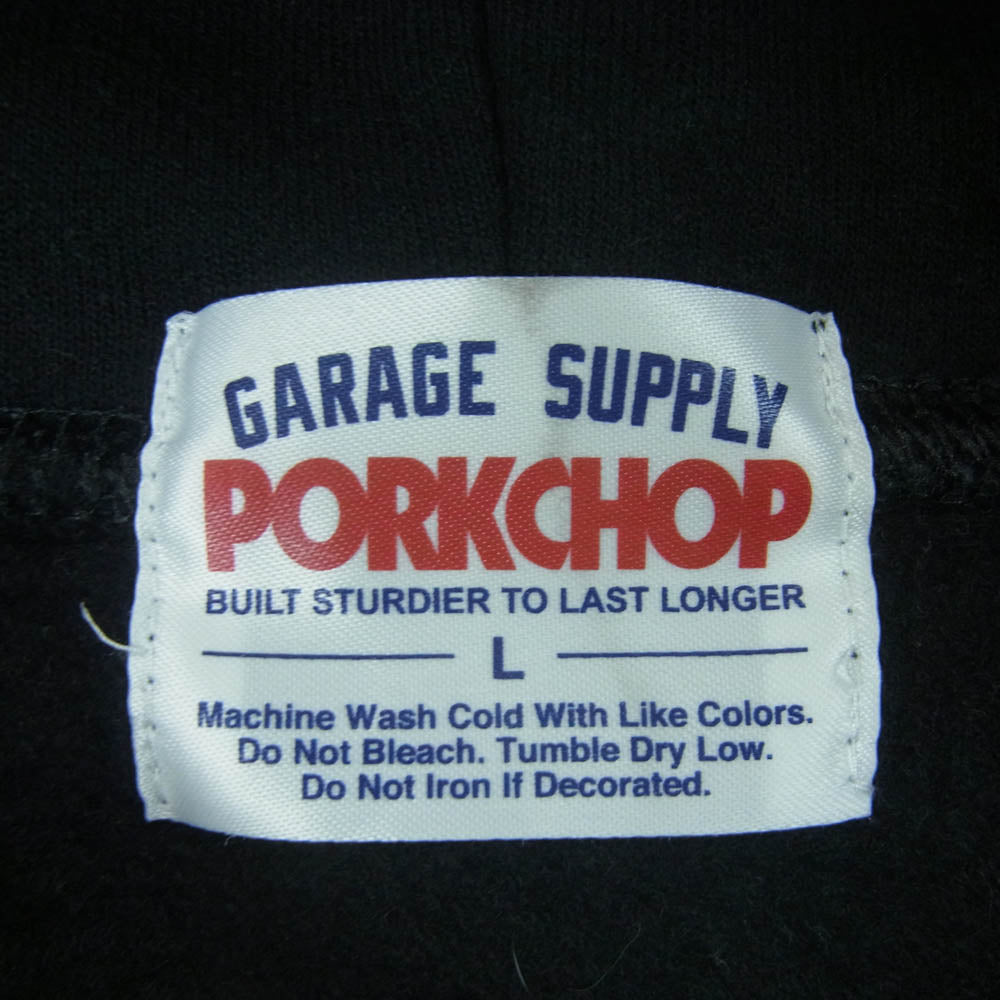 GARAGE SUPPLY
PORKCHOP
BUILT STURDIER TO LAST LONGER
L
Machine Wash Cold With Like Colors.
Do Not Bleach. Tumble Dry Low.
Do Not Iron If Decorated.